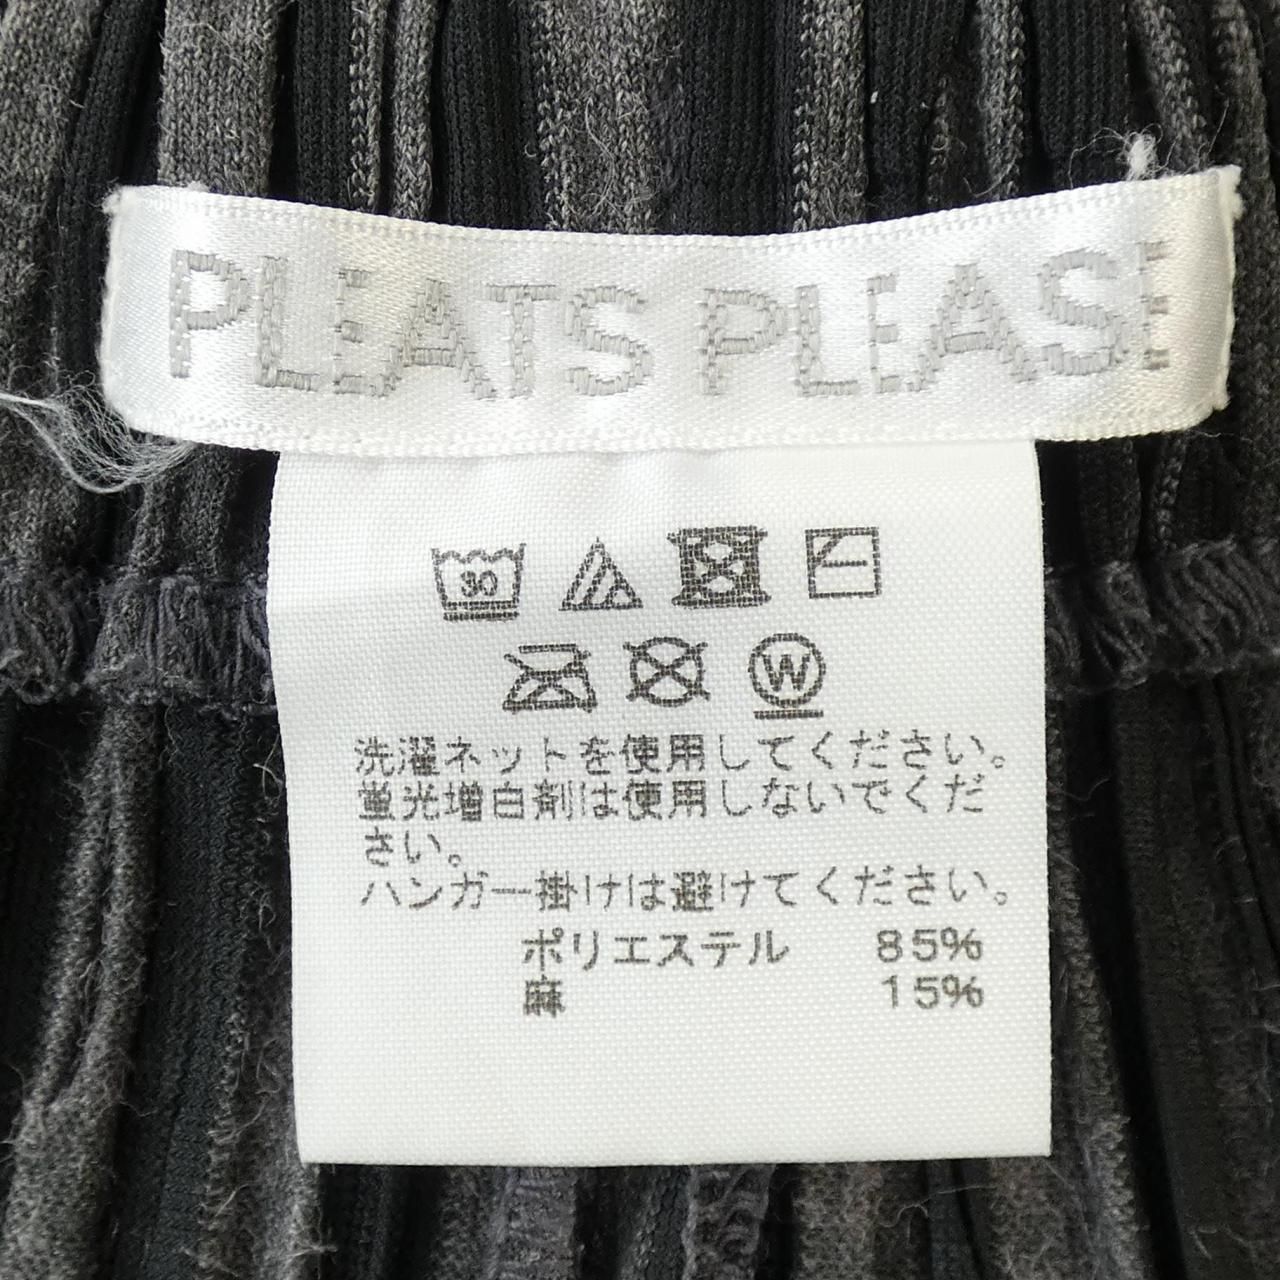 PLEATS PLEASE
30
W
洗濯ネットを使用してください。
蛍光増白剤は使用しないでくだ
さい。
ハンガー掛けは避けてください。
ポリエステル 85%
麻 15%